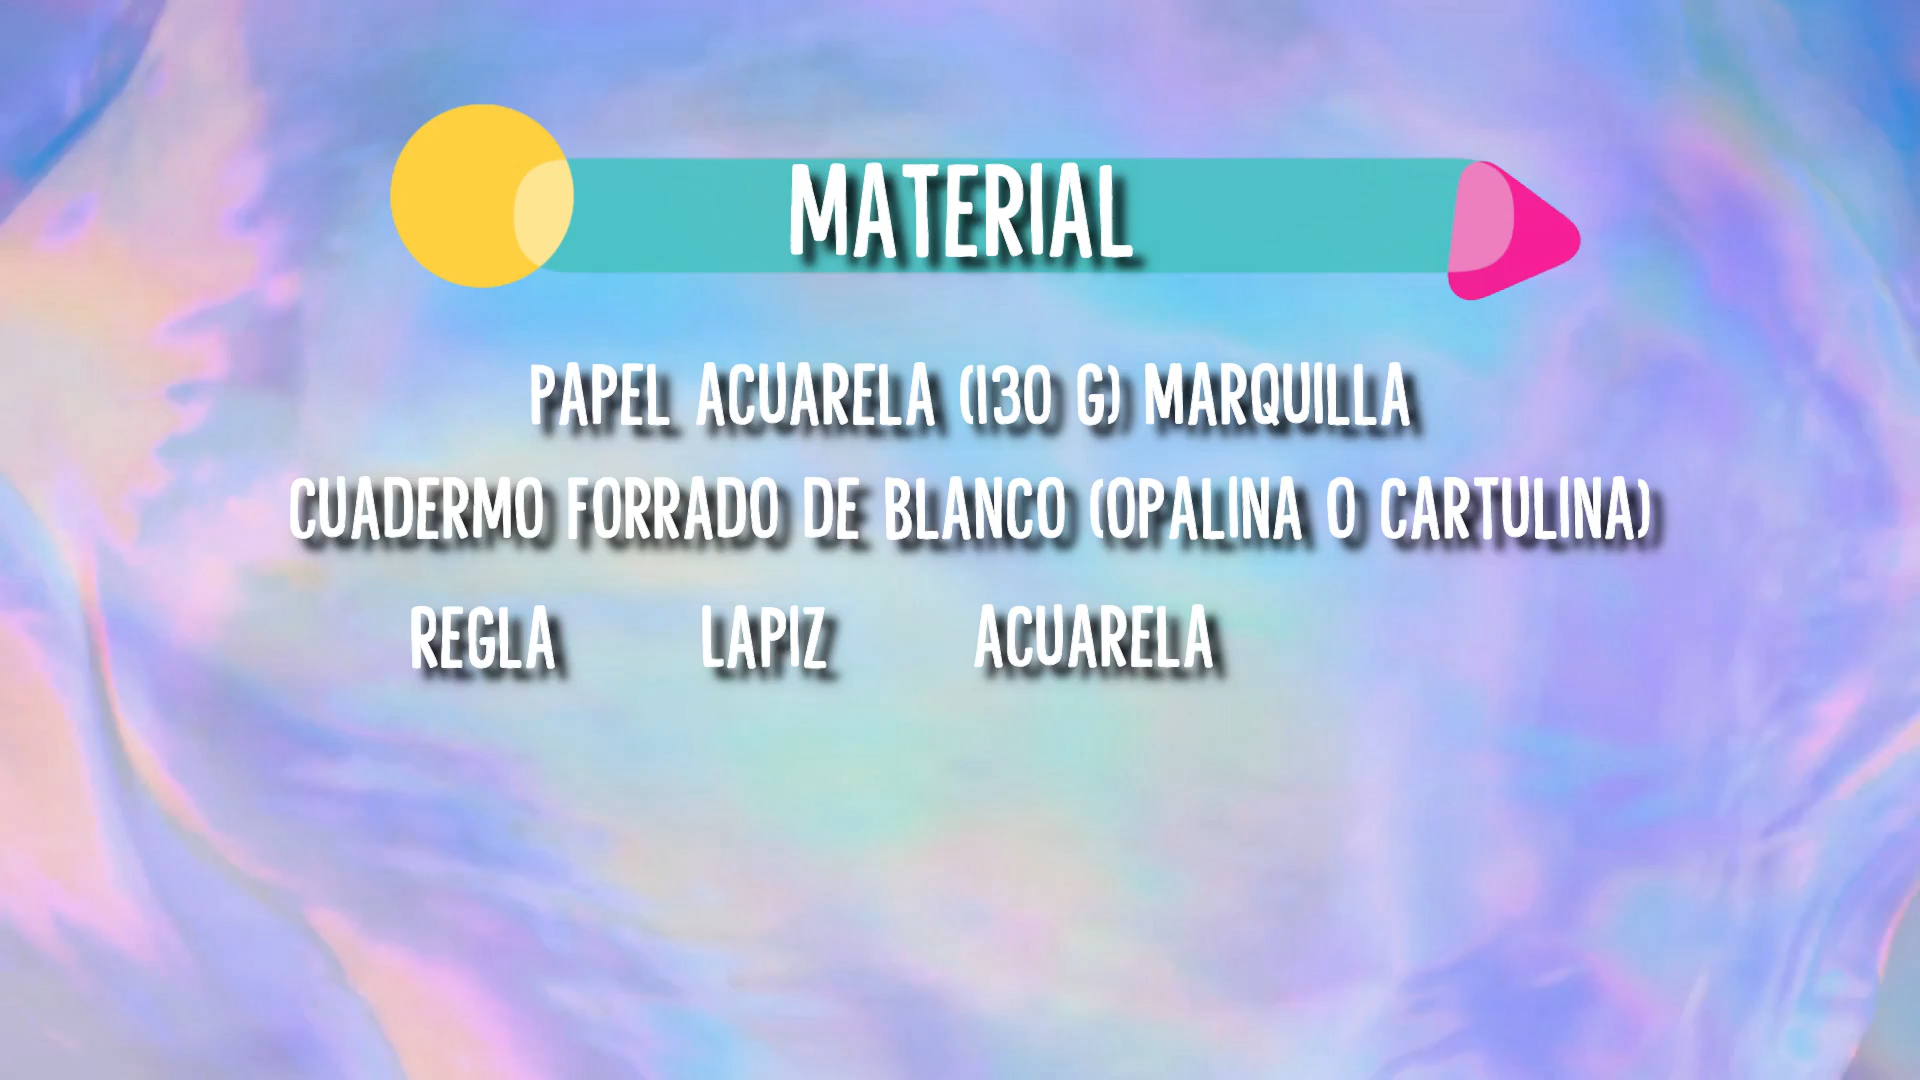 MATERIAL
PAPEL ACUARELA (130 G) MARQUILLA
CUADERMO FORRADO DE BLANCO (OPALINA O CARTULINA)
REGLA LAPIZ ACUARELA